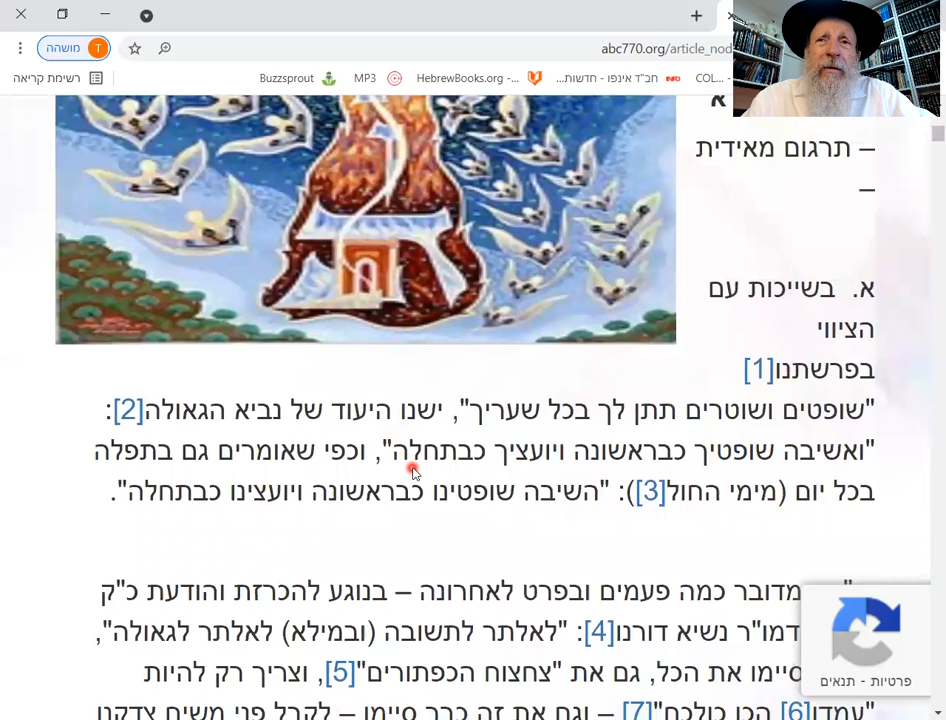 abc770.org/article_nod
מושהה
T
רשימת קריאה
Buzzsprout
MP3
HebrewBooks.org -...
חב"ד אינפו - חדשות...
COL...
– תרגום מאידית
–
א. בשייכות עם
הציווי
בפרשתנו[1]
"שופטים ושוטרים תתן לך בכל שעריך", ישנו היעוד של נביא הגאולה[2]:
"ואשיבה שופטיך כבראשונה ויועציך כבתחלה", וכפי שאומרים גם בתפלה
בכל יום (מימי החול[3]): "השיבה שופטינו כבראשונה ויועצינו כבתחלה".
מדובר כמה פעמים ובפרט לאחרונה – בנוגע להכרזת והודעת כ"ק
דמו"ר נשיא דורנו[4]: "לאלתר לתשובה (ובמילא) לאלתר לגאולה",
סיימו את הכל, גם את "צחצוח הכפתורים"[5], וצריך רק להיות
"עמדו[6] הכן כולכם"[7] – וגם את זה כבר סיימו – לקבל פני משיח צדקנו
פרטיות - תנאים